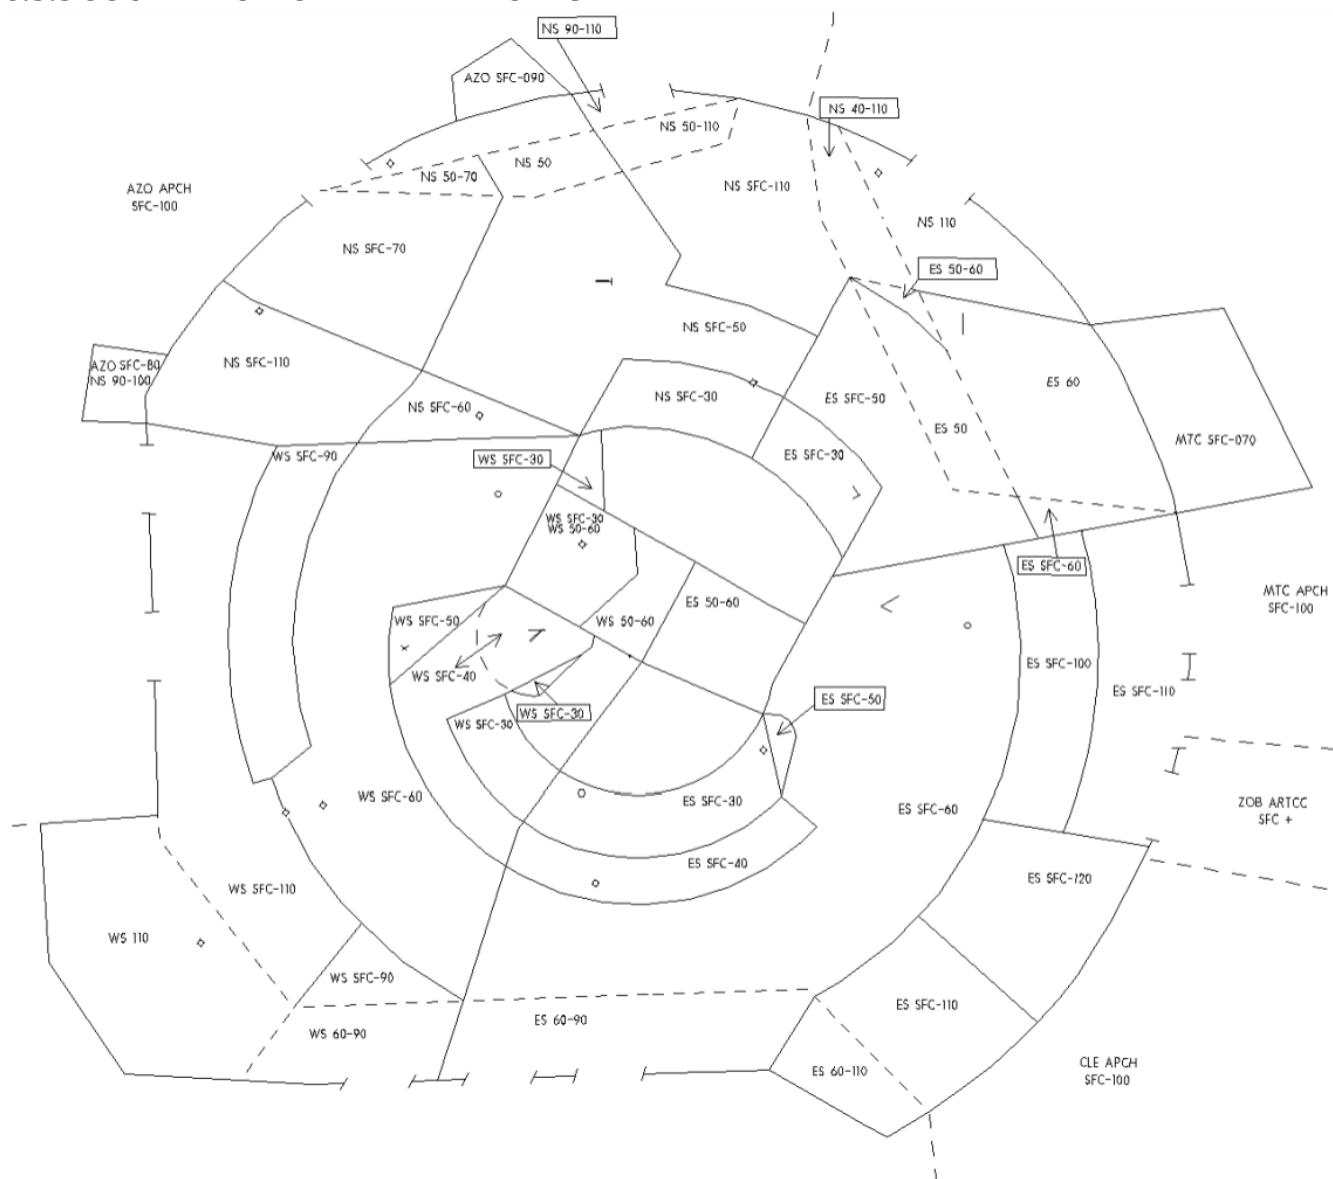 NS 90-110
AZO SFC-090
NS 40-110
NS 50-110
NS 50
NS 50-70
NS SFC-110
AZO APCH
SFC-100
NS 110
NS SFC-70
ES 50-60
NS SFC-50
NS SFC-110
AZO SFC-80
NS 90-100
ES 60
NS SFC-30
ES SFC-50
NS SFC-60
ES 50
MTC SFC-070
WS SFC-90
WS SFC-30
ES SFC-30
WS SFC-30
WS 50-60
ES SFC-60
MTC APCH
SFC-100
ES 50-60
WS SFC-50
WS 50-60
ES SFC-100
WS SFC-40
ES SFC-110
ES SFC-50
WS SFC-30
WS SFC-30
WS SFC-60
ES SFC-30
ES SFC-60
ZOB ARTCC
SFC +
ES SFC-40
WS SFC-110
ES SFC-120
WS 110
WS SFC-90
ES SFC-110
WS 60-90
ES 60-90
CLE APCH
SFC-100
ES 60-110